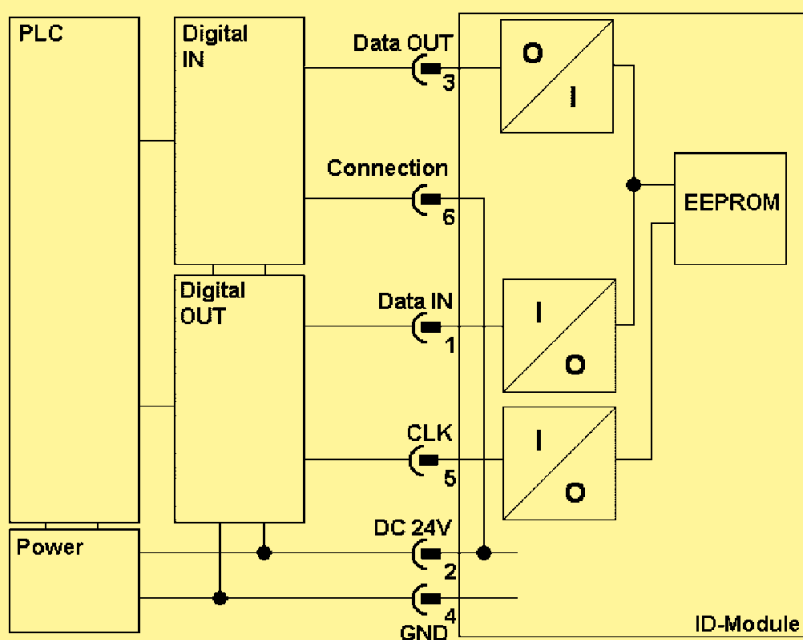 PLC
Digital
IN
Data OUT
3
O
I
Connection
6
EEPROM
Digital
OUT
Data IN
1
I
O
CLK
5
I
O
Power
DC 24V
2
4
GND
ID-Module